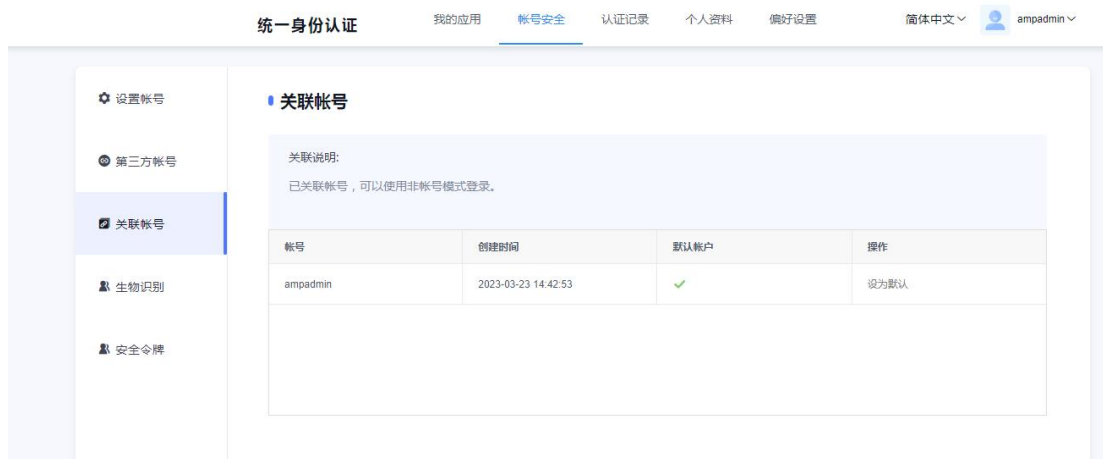 统一身份认证
我的应用 帐号安全 认证记录 个人资料 偏好设置 简体中文 ampadmin
设置帐号
第三方帐号
关联帐号
生物识别
安全令牌
关联帐号
关联说明:
已关联帐号，可以使用非帐号模式登录。
帐号 创建时间 默认帐户 操作
ampadmin 2023-03-23 14:42:53 设为默认